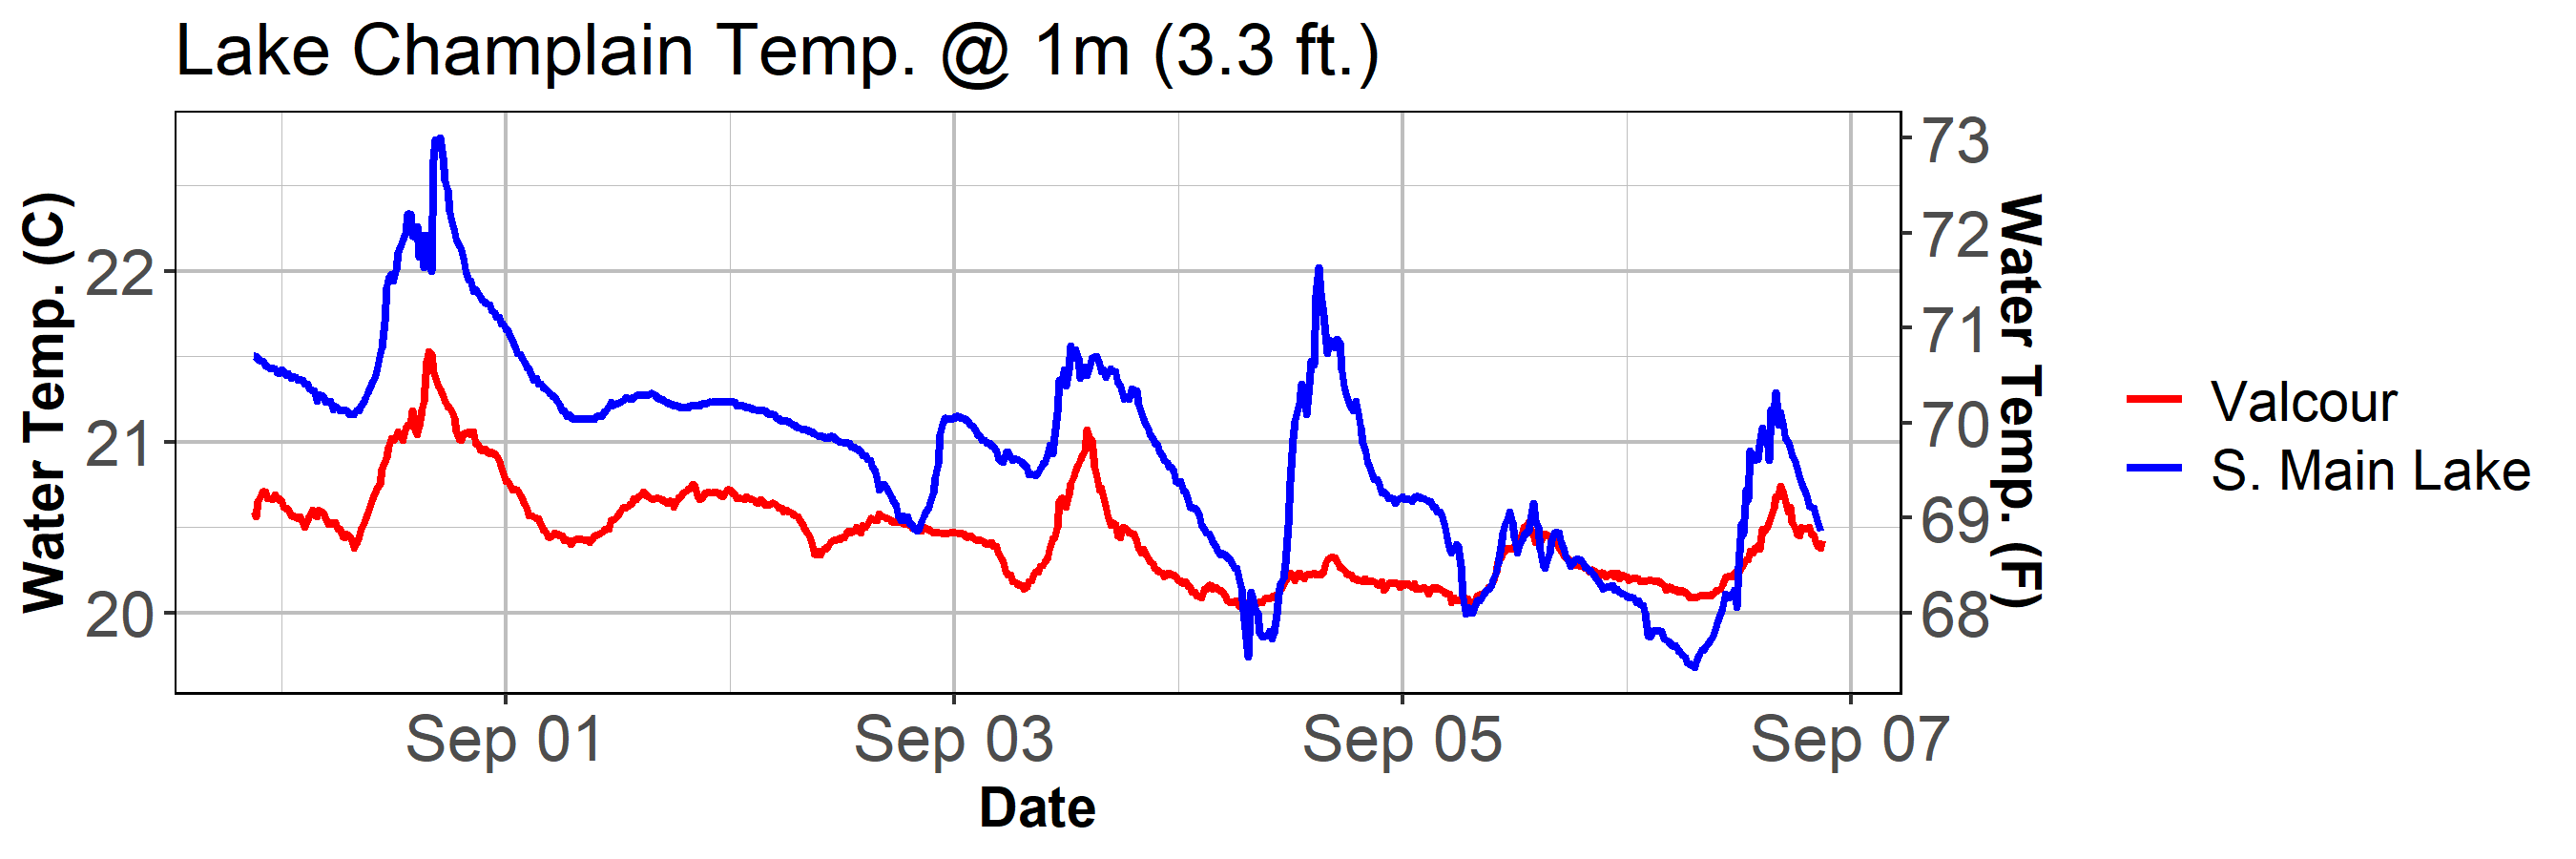 Lake Champlain Temp. @ 1m (3.3 ft.)
Water Temp. (C)
22
21
20
73
72
71
70
69
68
Water Temp. (F)
Valcour
S. Main Lake
Sep 01
Sep 03
Sep 05
Sep 07
Date